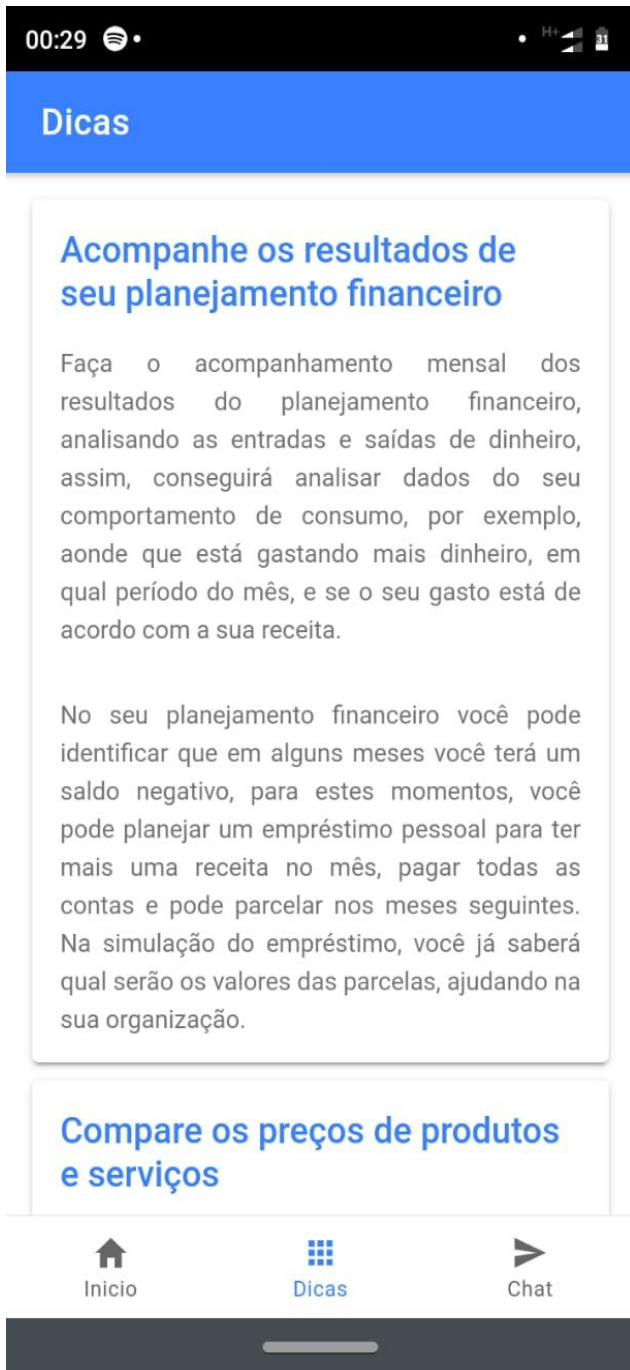 00:29
H+
31
Dicas
Acompanhe os resultados de
seu planejamento financeiro
Faça o acompanhamento mensal dos
resultados do planejamento financeiro,
analisando as entradas e saídas de dinheiro,
assim, conseguirá analisar dados do seu
comportamento de consumo, por exemplo,
aonde que está gastando mais dinheiro, em
qual período do mês, e se o seu gasto está de
acordo com a sua receita.
No seu planejamento financeiro você pode
identificar que em alguns meses você terá um
saldo negativo, para estes momentos, você
pode planejar um empréstimo pessoal para ter
mais uma receita no mês, pagar todas as
contas e pode parcelar nos meses seguintes.
Na simulação do empréstimo, você já saberá
qual serão os valores das parcelas, ajudando na
sua organização.
Compare os preços de produtos
e serviços
Inicio
Dicas
Chat